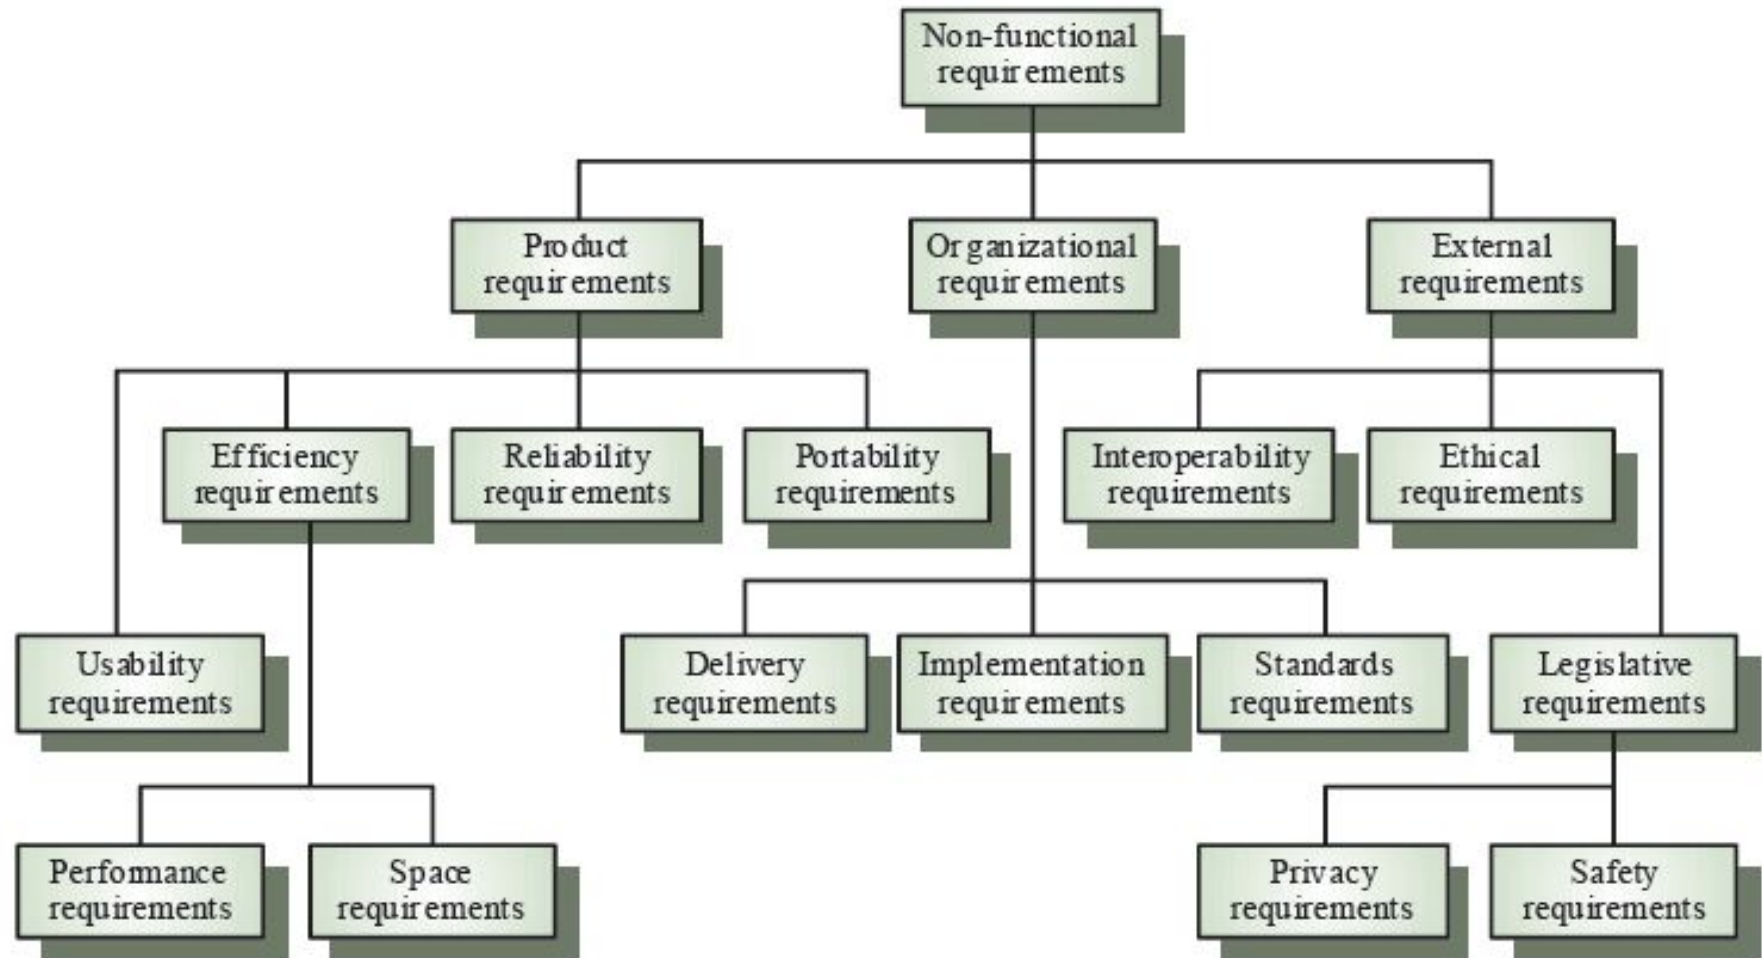 Non-functional
requirements
Product
requirements
Organizational
requirements
External
requirements
Efficiency
requirements
Reliability
requirements
Portability
requirements
Interoperability
requirements
Ethical
requirements
Usability
requirements
Delivery
requirements
Implementation
requirements
Standards
requirements
Legislative
requirements
Performance
requirements
Space
requirements
Privacy
requirements
Safety
requirements